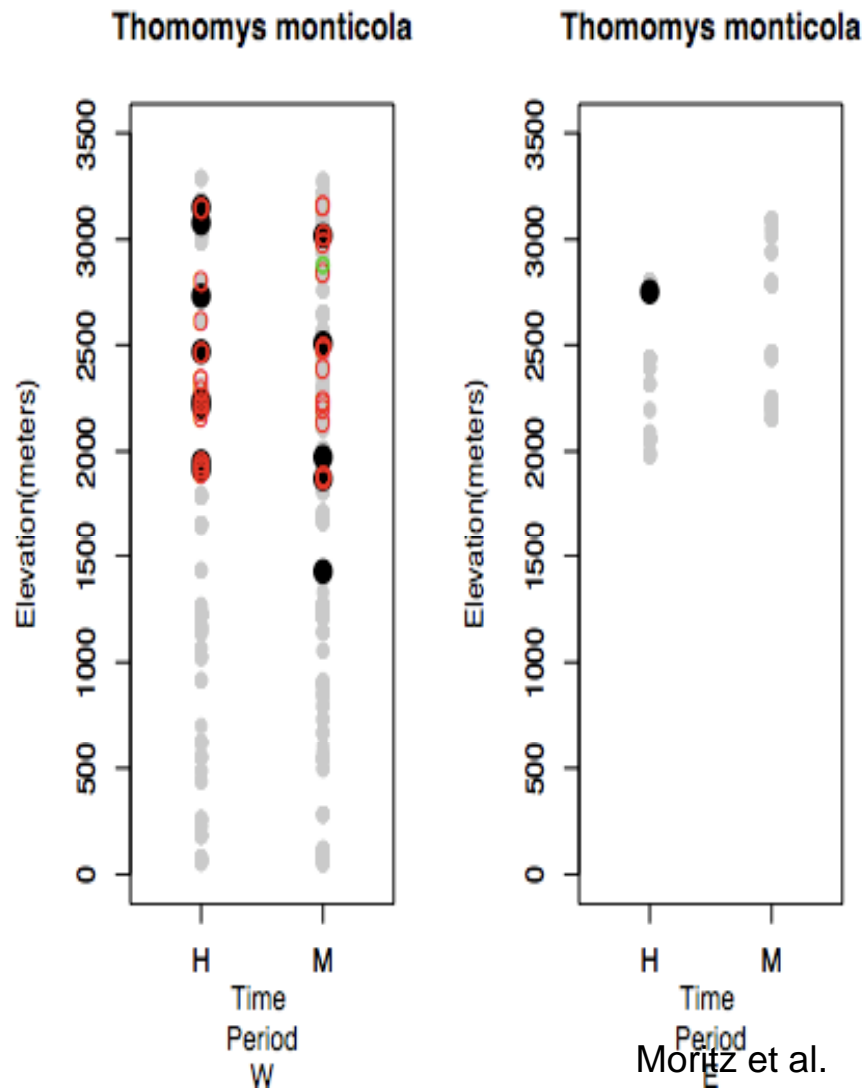 Thomomys monticola
Elevation(meters)
3500
3000
2500
2000
1500
1000
500
0
H M
Time
Period
W
Thomomys monticola
Elevation(meters)
3500
3000
2500
2000
1500
1000
500
0
H M
Time
Period
E
Moritz et al.